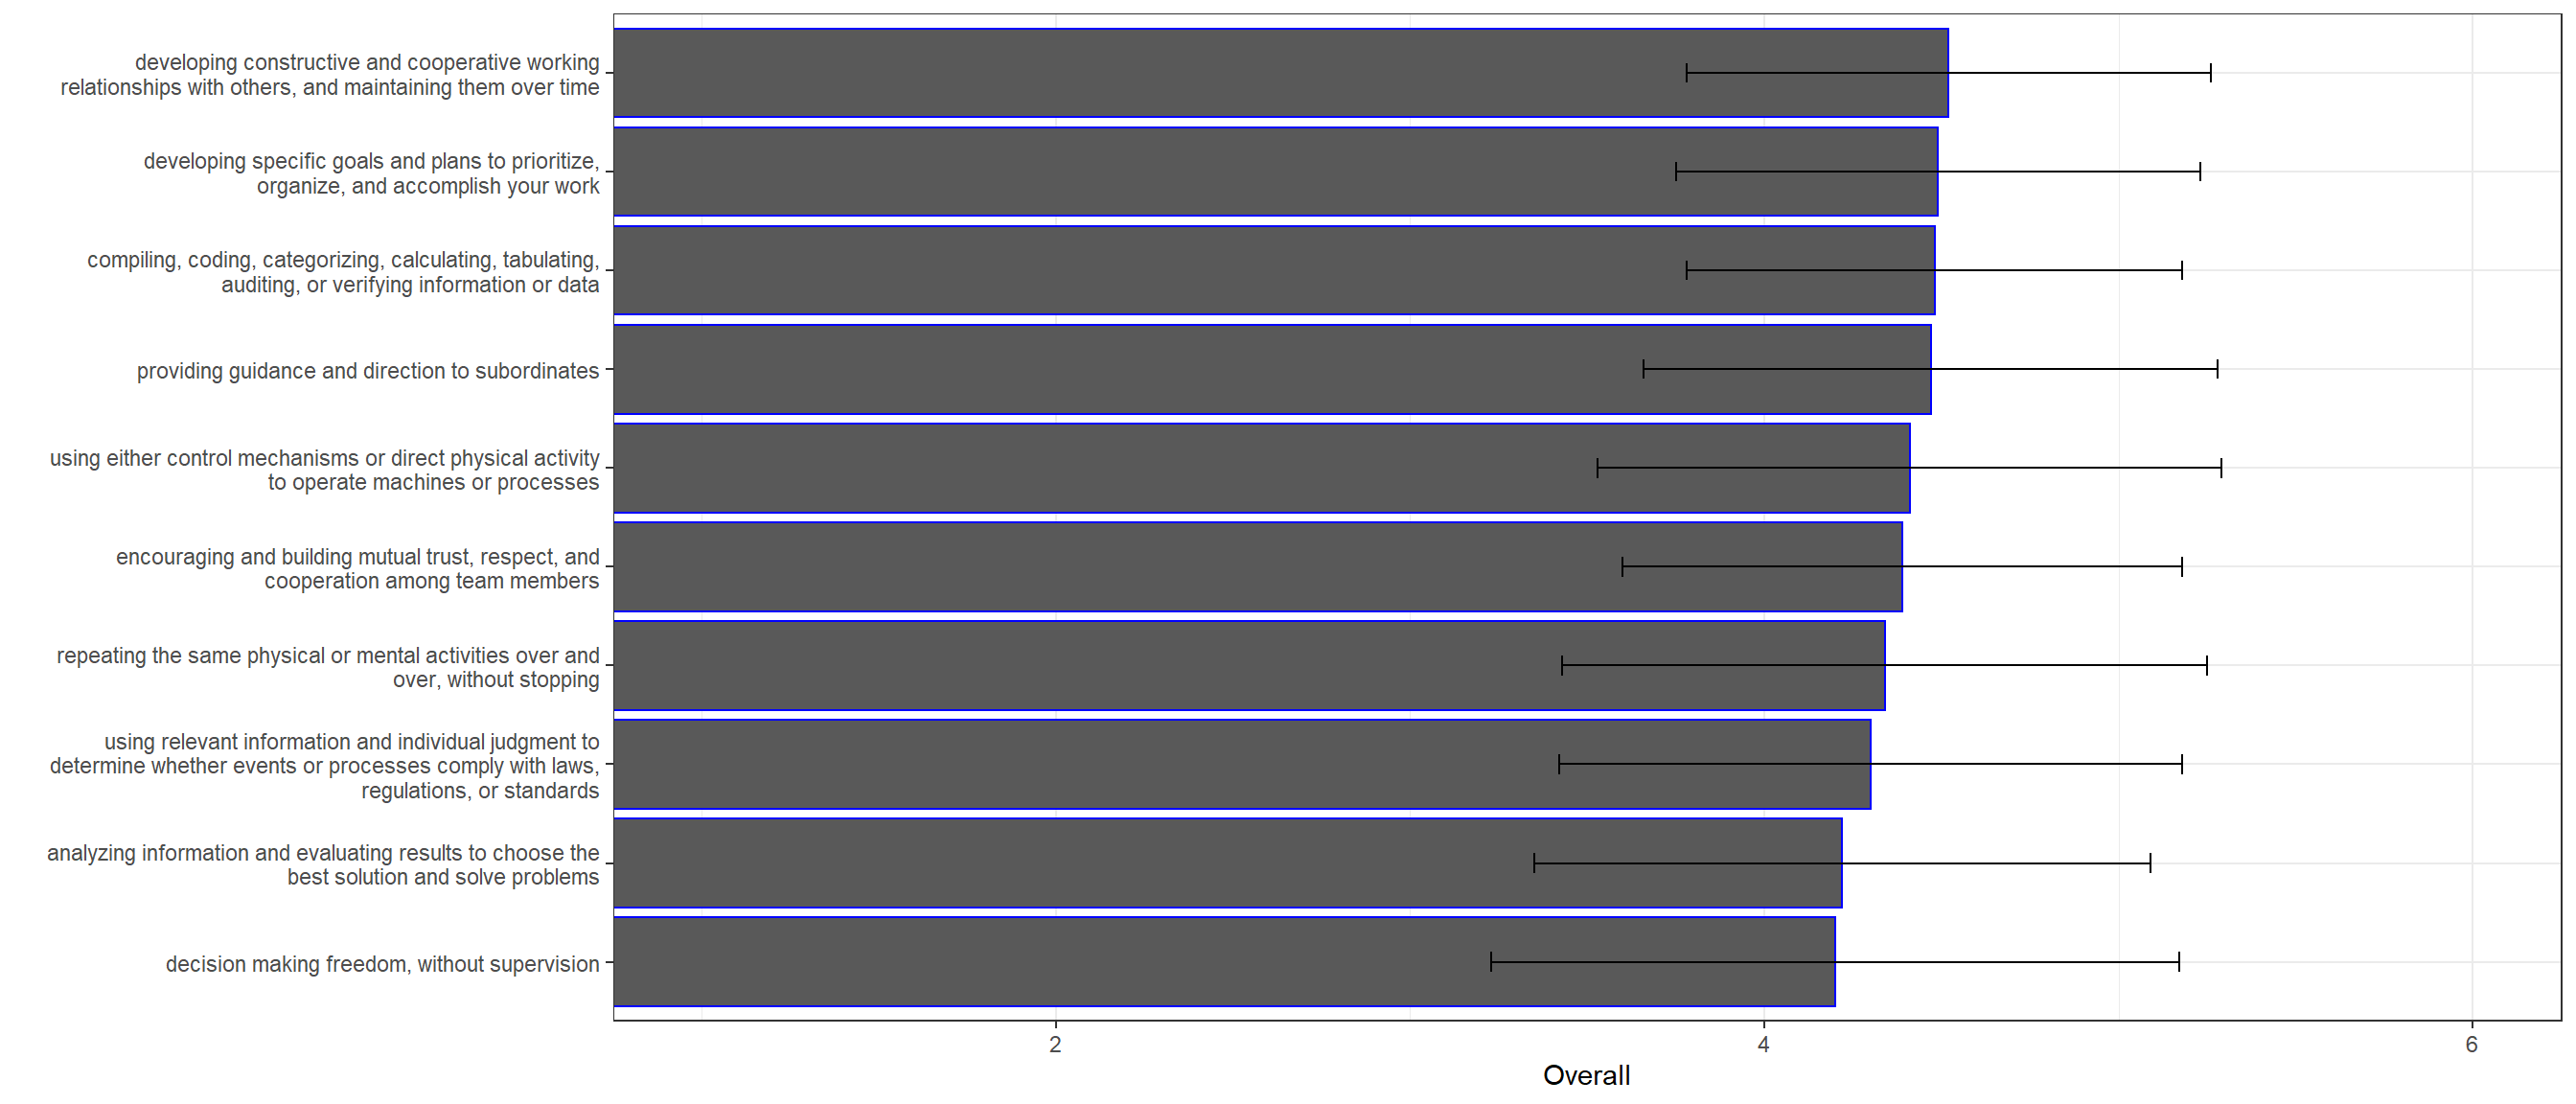 developing constructive and cooperative working
relationships with others, and maintaining them over time
developing specific goals and plans to prioritize,
organize, and accomplish your work
compiling, coding, categorizing, calculating, tabulating,
auditing, or verifying information or data
providing guidance and direction to subordinates
using either control mechanisms or direct physical activity
to operate machines or processes
encouraging and building mutual trust, respect, and
cooperation among team members
repeating the same physical or mental activities over and
over, without stopping
using relevant information and individual judgment to
determine whether events or processes comply with laws,
regulations, or standards
analyzing information and evaluating results to choose the
best solution and solve problems
decision making freedom, without supervision
2 4 6
Overall